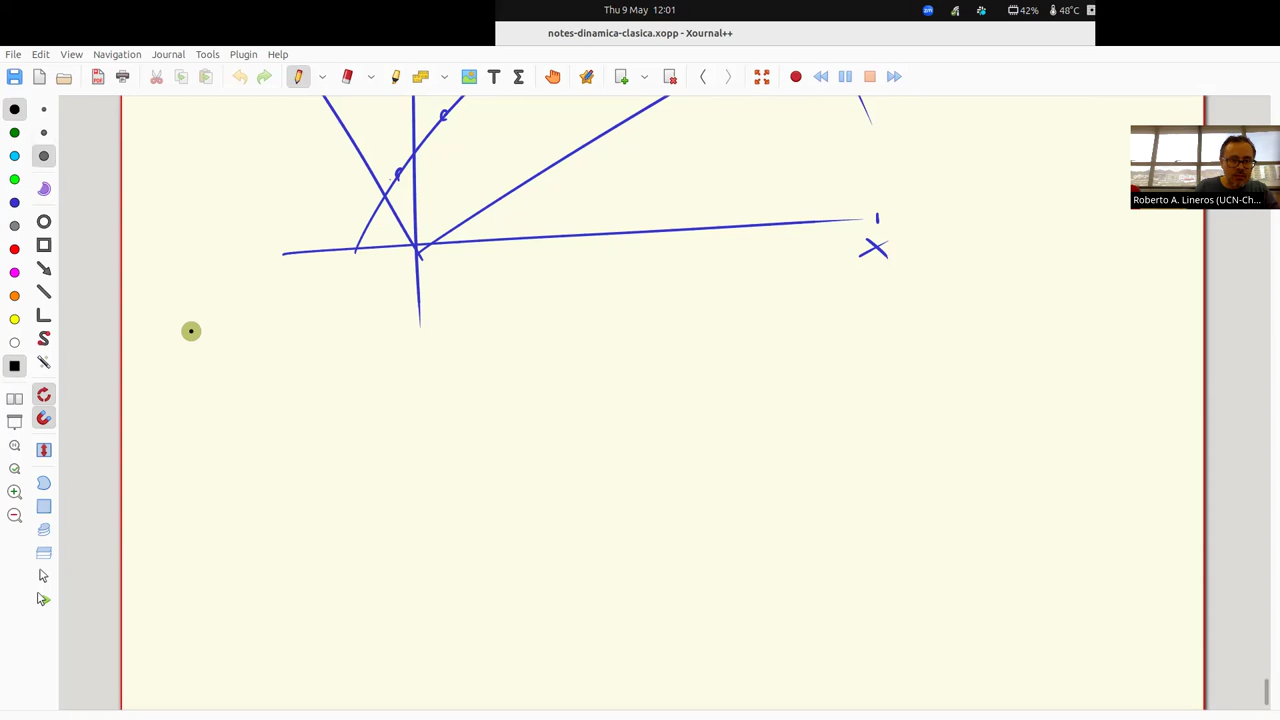 Thu 9 May 12:01
zm
42%
48°C
notes-dinamica-clasica.xopp - Xournal++
File Edit View Navigation Journal Tools Plugin Help
Roberto A. Lineros (UCN-Ch...
X